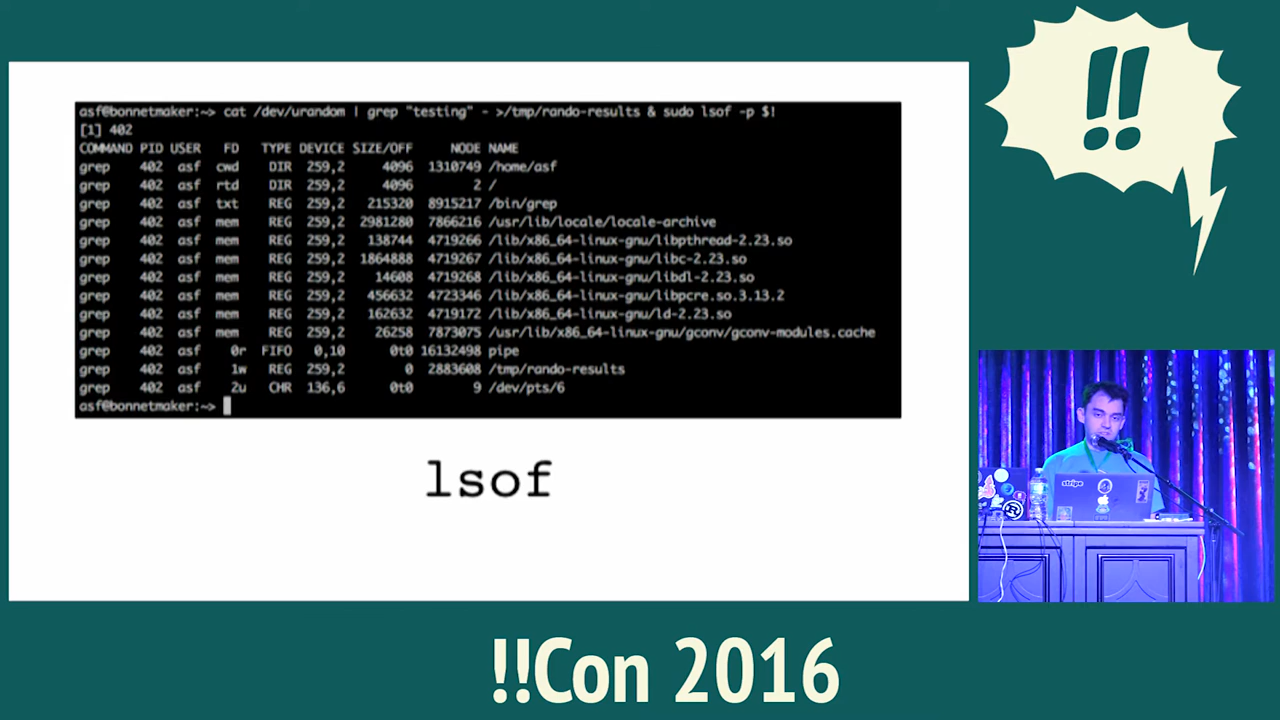 asf@bonnetmaker:~> cat /dev/urandom | grep "testing" - >/tmp/rando-results & sudo lsof -p $!
[1] 402
COMMAND PID USER FD TYPE DEVICE SIZE/OFF NODE NAME
grep 402 asf cwd DIR 259,2 4096 1310749 /home/asf
grep 402 asf rtd DIR 259,2 4096 2 /
grep 402 asf txt REG 259,2 215320 8915217 /bin/grep
grep 402 asf mem REG 259,2 2981280 7866216 /usr/lib/locale/locale-archive
grep 402 asf mem REG 259,2 138744 4719266 /lib/x86_64-linux-gnu/libpthread-2.23.so
grep 402 asf mem REG 259,2 1864888 4719267 /lib/x86_64-linux-gnu/libc-2.23.so
grep 402 asf mem REG 259,2 14608 4719268 /lib/x86_64-linux-gnu/libdl-2.23.so
grep 402 asf mem REG 259,2 456632 4723346 /lib/x86_64-linux-gnu/libpcre.so.3.13.2
grep 402 asf mem REG 259,2 162632 4719172 /lib/x86_64-linux-gnu/ld-2.23.so
grep 402 asf mem REG 259,2 26258 7873075 /usr/lib/x86_64-linux-gnu/gconv/gconv-modules.cache
grep 402 asf 0r FIFO 0,10 0t0 16132498 pipe
grep 402 asf 1w REG 259,2 0 2883608 /tmp/rando-results
grep 402 asf 2u CHR 136,6 0t0 9 /dev/pts/6
asf@bonnetmaker:~>
lsof
!!
stripe
!!Con 2016